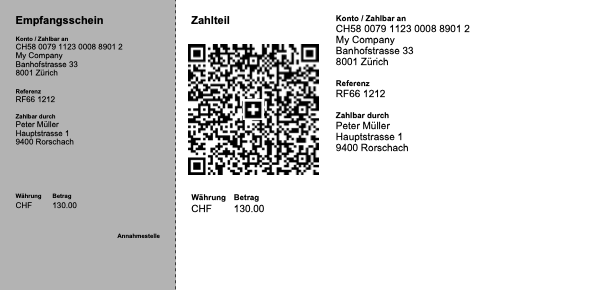 Empfangsschein
Konto / Zahlbar an
CH58 0079 1123 0008 8901 2
My Company
Banhofstrasse 33
8001 Zürich
Referenz
RF66 1212
Zahlbar durch
Peter Müller
Hauptstrasse 1
9400 Rorschach
Währung Betrag
CHF 130.00
Annahmestelle
Zahlteil
Währung Betrag
CHF 130.00
Konto / Zahlbar an
CH58 0079 1123 0008 8901 2
My Company
Banhofstrasse 33
8001 Zürich
Referenz
RF66 1212
Zahlbar durch
Peter Müller
Hauptstrasse 1
9400 Rorschach